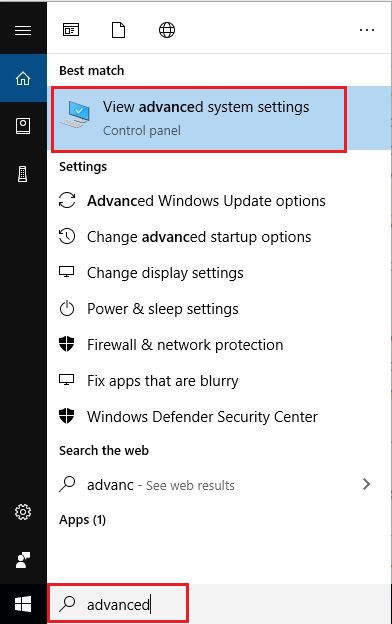 Best match
View advanced system settings
Control panel
Settings
Advanced Windows Update options
Change advanced startup options
Change display settings
Power & sleep settings
Firewall & network protection
Fix apps that are blurry
Windows Defender Security Center
Search the web
advanc - See web results
Apps (1)
advanced